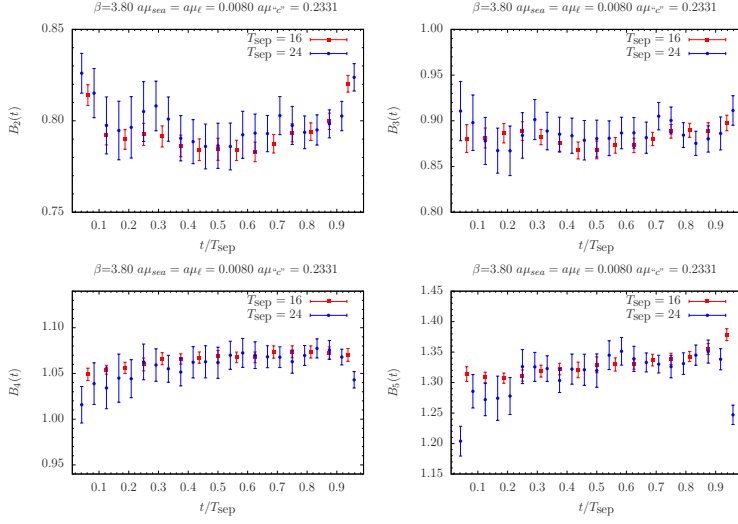 β=3.80 aμsea = aμℓ = 0.0080 aμ“c” = 0.2331
Tsep = 16
Tsep = 24
0.85
0.80
0.75
B2(t)
0.1 0.2 0.3 0.4 0.5 0.6 0.7 0.8 0.9
t/Tsep
β=3.80 aμsea = aμℓ = 0.0080 aμ“c” = 0.2331
Tsep = 16
Tsep = 24
1.00
0.95
0.90
0.85
0.80
B3(t)
0.1 0.2 0.3 0.4 0.5 0.6 0.7 0.8 0.9
t/Tsep
β=3.80 aμsea = aμℓ = 0.0080 aμ“c” = 0.2331
Tsep = 16
Tsep = 24
1.10
1.05
1.00
0.95
B4(t)
0.1 0.2 0.3 0.4 0.5 0.6 0.7 0.8 0.9
t/Tsep
β=3.80 aμsea = aμℓ = 0.0080 aμ“c” = 0.2331
Tsep = 16
Tsep = 24
1.45
1.40
1.35
1.30
1.25
1.20
1.15
B5(t)
0.1 0.2 0.3 0.4 0.5 0.6 0.7 0.8 0.9
t/Tsep